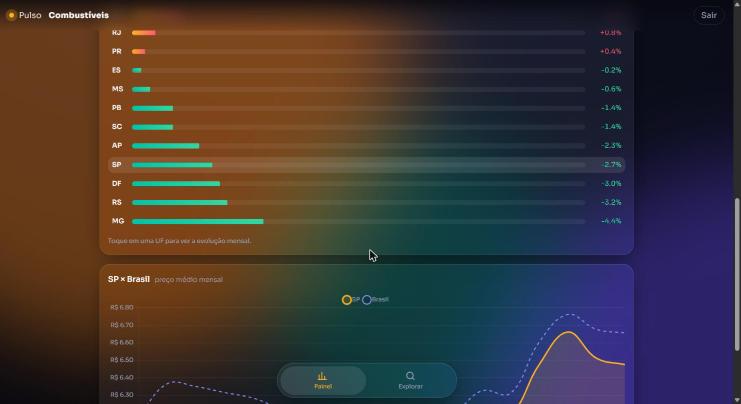 Pulso Combustíveis
Sair
RJ +0.8%
PR +0.4%
ES -0.2%
MS -0.6%
PB -1.4%
SC -1.4%
AP -2.3%
SP -2.7%
DF -3.0%
RS -3.2%
MG -4.4%
Toque em uma UF para ver a evolução mensal.
SP × Brasil preço médio mensal
SP Brasil
R$ 6.80
R$ 6.70
R$ 6.60
R$ 6.50
R$ 6.40
R$ 6.30
Painel
Explorar